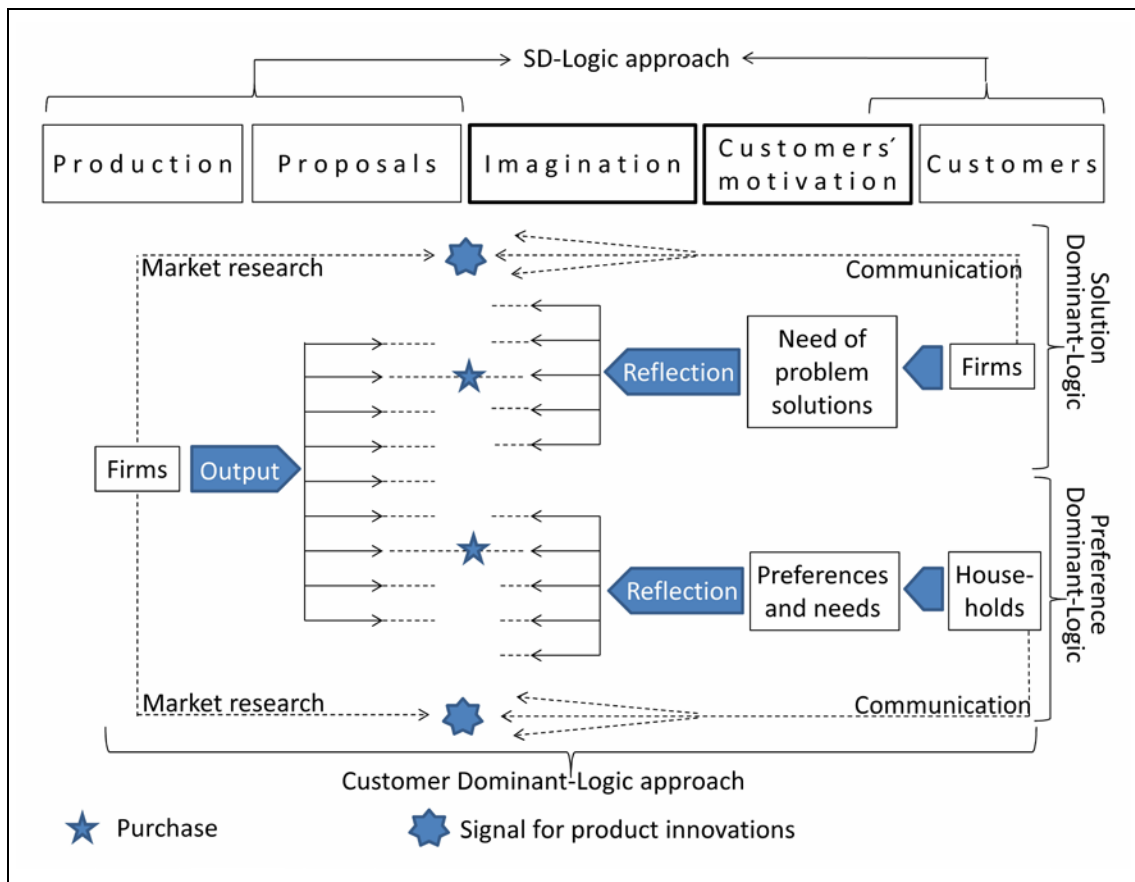 SD-Logic approach
Production
Proposals
Imagination
Customers´
motivation
Customers
Market research
Communication
Solution
Dominant-Logic
Need of
problem
solutions
Reflection
Firms
Firms
Output
Preference
Dominant-Logic
Reflection
Preferences
and needs
House-
holds
Market research
Communication
Customer Dominant-Logic approach
Purchase
Signal for product innovations